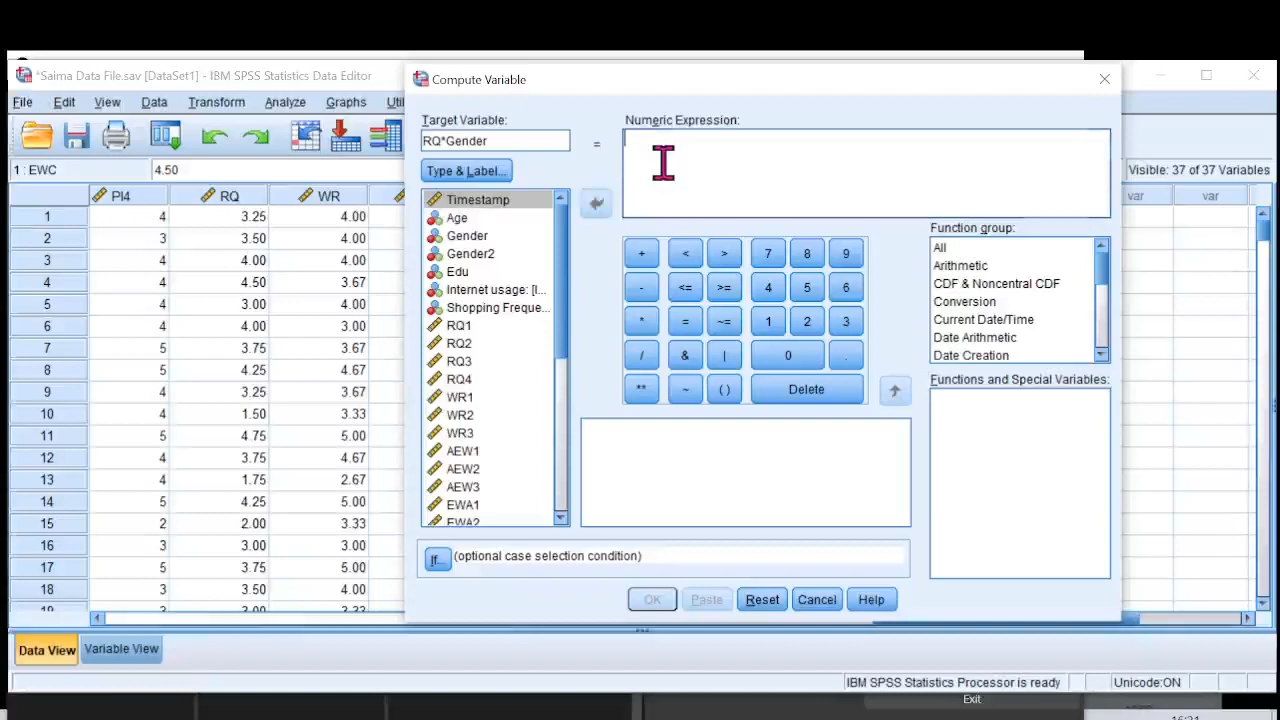 *Saima Data File.sav [DataSet1] - IBM SPSS Statistics Data Editor
File Edit View Data Transform Analyze Graphs Util
1 : EWC 4.50
Visible: 37 of 37 Variables
PI4 RQ WR var var
1 4 3.25 4.00
2 3 3.50 4.00
3 4 4.00 4.00
4 4 4.50 3.67
5 4 3.00 4.00
6 4 4.00 3.00
7 5 3.75 3.67
8 5 4.25 4.67
9 4 3.25 3.67
10 4 1.50 3.33
11 5 4.75 5.00
12 4 3.75 4.67
13 4 1.75 2.67
14 5 4.25 5.00
15 2 2.00 3.33
16 3 3.00 3.00
17 5 3.75 5.00
18 3 3.50 4.00
19 3 3.00 3.33
Compute Variable
Target Variable:
RQ*Gender
=
Numeric Expression:
Type & Label...
Timestamp
Age
Gender
Gender2
Edu
Internet usage: [I...
Shopping Freque...
RQ1
RQ2
RQ3
RQ4
WR1
WR2
WR3
AEW1
AEW2
AEW3
EWA1
EWA2
+ < > 7 8 9
- <= >= 4 5 6
* = ~= 1 2 3
/ & | 0 .
** ~ ( ) Delete
Function group:
All
Arithmetic
CDF & Noncentral CDF
Conversion
Current Date/Time
Date Arithmetic
Date Creation
Functions and Special Variables:
If... (optional case selection condition)
OK Paste Reset Cancel Help
Data View Variable View
IBM SPSS Statistics Processor is ready Unicode:ON
Exit
16:21